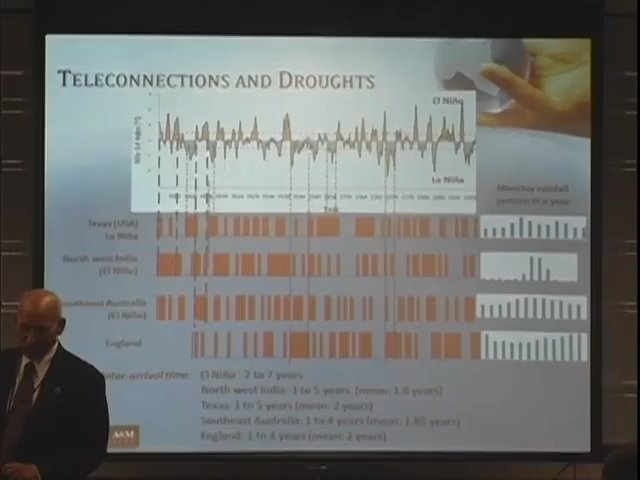 TELECONNECTIONS AND DROUGHTS
El Niño
La Niña
Monthly rainfall
pattern in a year
Texas (USA)
La Niña
North west India
(El Niño)
Southeast Australia
(El Niño)
England
Inter-arrival time: El Niño : 2 to 7 years
North west India: 1 to 5 years (mean: 1.8 years)
Texas: 1 to 5 years (mean: 2 years)
Southeast Australia: 1 to 4 years (mean: 1.85 years)
England: 1 to 4 years (mean: 2 years)
A&M